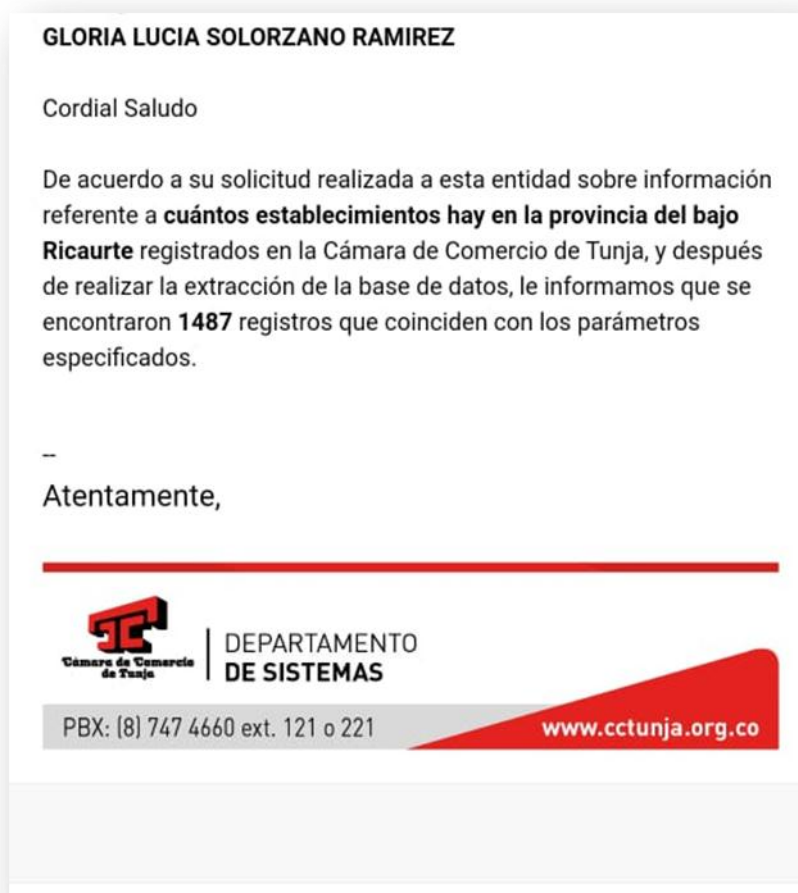 GLORIA LUCIA SOLORZANO RAMIREZ
Cordial Saludo
De acuerdo a su solicitud realizada a esta entidad sobre información
referente a cuántos establecimientos hay en la provincia del bajo
Ricaurte registrados en la Cámara de Comercio de Tunja, y después
de realizar la extracción de la base de datos, le informamos que se
encontraron 1487 registros que coinciden con los parámetros
especificados.
--
Atentamente,
Cámara de Comercio
de Tunja
DEPARTAMENTO
DE SISTEMAS
PBX: (8) 747 4660 ext. 121 o 221
www.cctunja.org.co